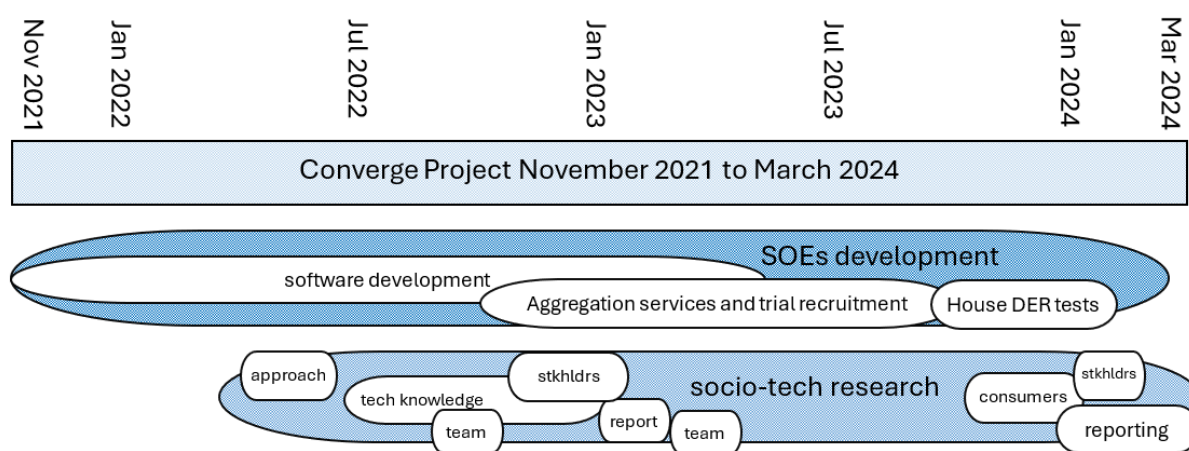 Nov 2021
Jan 2022
Jul 2022
Jan 2023
Jul 2023
Jan 2024
Mar 2024
Converge Project November 2021 to March 2024
SOEs development
software development
Aggregation services and trial recruitment
House DER tests
approach
stkhldrs
stkhldrs
socio-tech research
tech knowledge
consumers
report
team
team
reporting